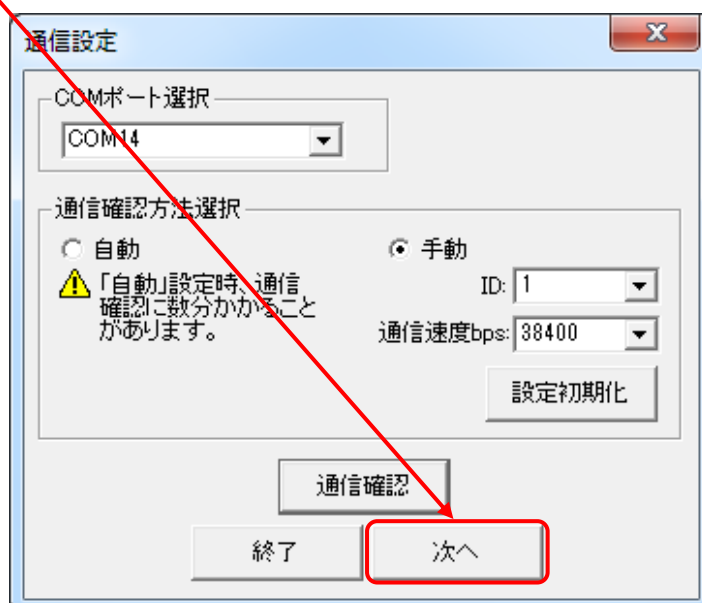 通信設定
COMポート選択
COM14
通信確認方法選択
自動
手動
「自動」設定時、通信
確認に数分かかること
があります。
ID: 1
通信速度bps: 38400
設定初期化
通信確認
終了
次へ